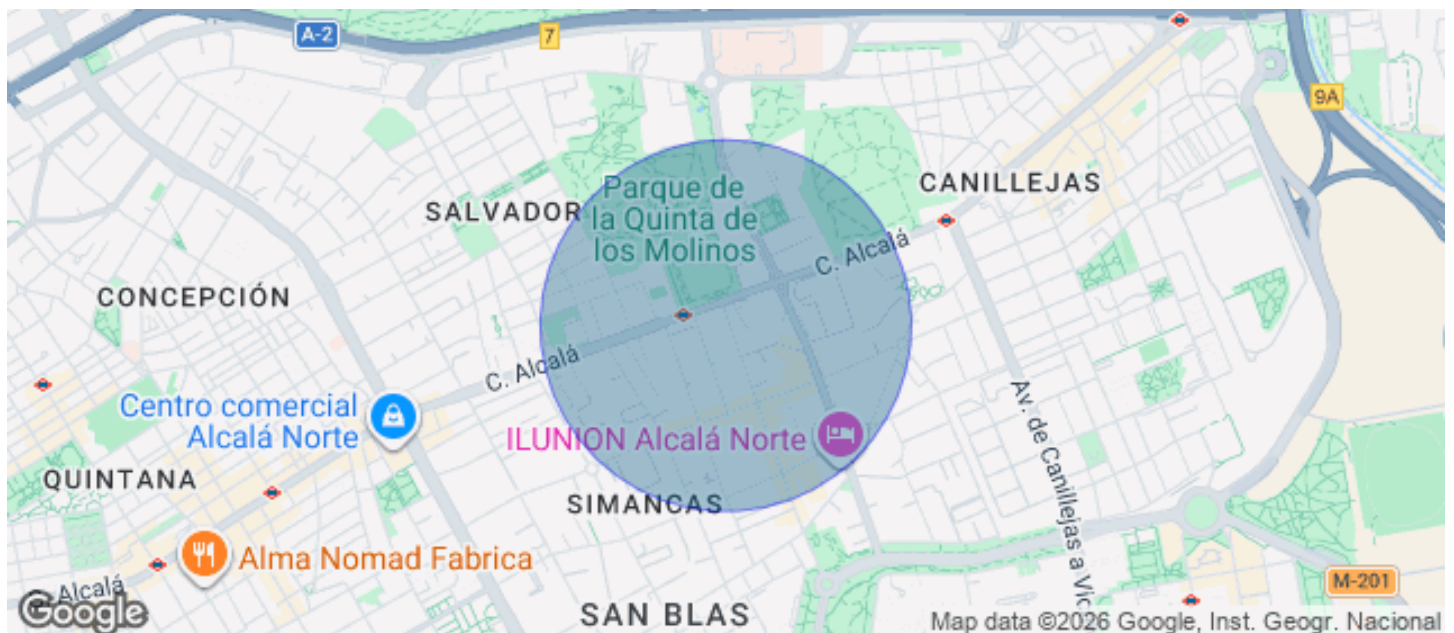 A-2
7
9A
Parque de
la Quinta de
los Molinos
CANILLEJAS
SALVADOR
C. Alcalá
CONCEPCIÓN
C. Alcalá
Centro comercial
Alcalá Norte
ILUNION Alcalá Norte
Av. de Canillejas a Vic
QUINTANA
SIMANCAS
Alma Nomad Fabrica
M-201
Alcalá
SAN BLAS
Google
Map data ©2026 Google, Inst. Geogr. Nacional